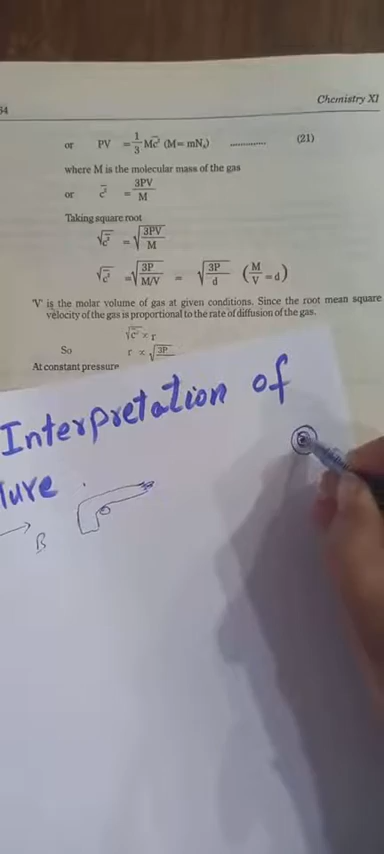 34
Chemistry XI
or PV = 1/3 Mc̄² (M= mNₐ) .............. (21)
where M is the molecular mass of the gas
or c̄² = 3PV/M
Taking square root
√c̄² = √3PV/M
√c̄² = √3P/M/V = √3P/d (M/V = d)
'V' is the molar volume of gas at given conditions. Since the root mean square
velocity of the gas is proportional to the rate of diffusion of the gas.
√c̄² ∝ r
So r ∝ √3P
At constant pressure
Interpretation of
ture
→ B